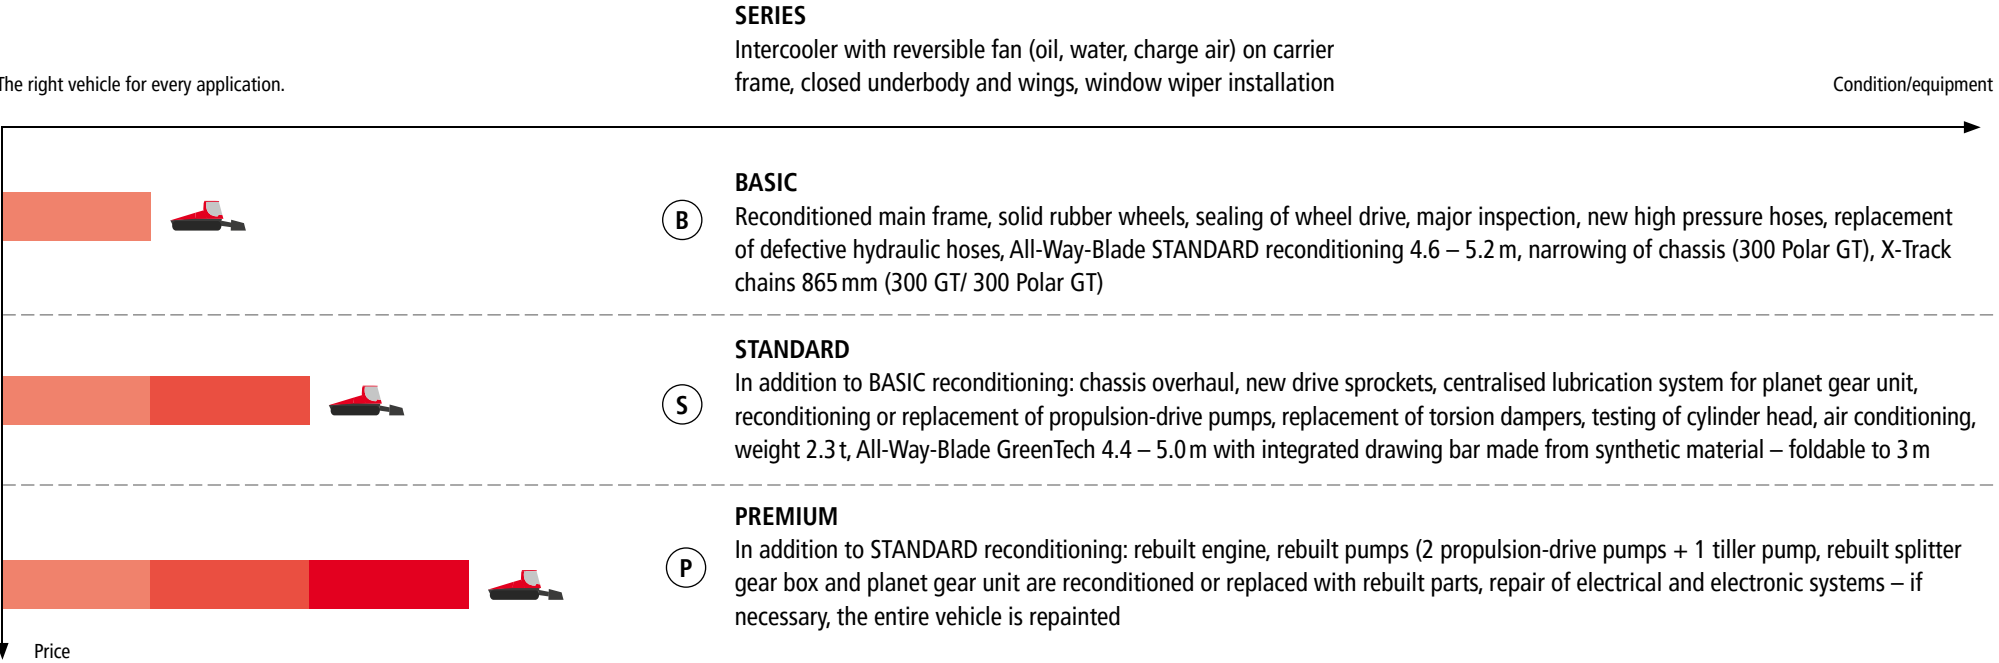 SERIES
Intercooler with reversible fan (oil, water, charge air) on carrier
frame, closed underbody and wings, window wiper installation
The right vehicle for every application.
Condition/equipment
BASIC
B
Reconditioned main frame, solid rubber wheels, sealing of wheel drive, major inspection, new high pressure hoses, replacement
of defective hydraulic hoses, All-Way-Blade STANDARD reconditioning 4.6 – 5.2 m, narrowing of chassis (300 Polar GT), X-Track
chains 865 mm (300 GT/ 300 Polar GT)
STANDARD
S
In addition to BASIC reconditioning: chassis overhaul, new drive sprockets, centralised lubrication system for planet gear unit,
reconditioning or replacement of propulsion-drive pumps, replacement of torsion dampers, testing of cylinder head, air conditioning,
weight 2.3 t, All-Way-Blade GreenTech 4.4 – 5.0 m with integrated drawing bar made from synthetic material – foldable to 3 m
PREMIUM
P
In addition to STANDARD reconditioning: rebuilt engine, rebuilt pumps (2 propulsion-drive pumps + 1 tiller pump, rebuilt splitter
gear box and planet gear unit are reconditioned or replaced with rebuilt parts, repair of electrical and electronic systems – if
necessary, the entire vehicle is repainted
Price